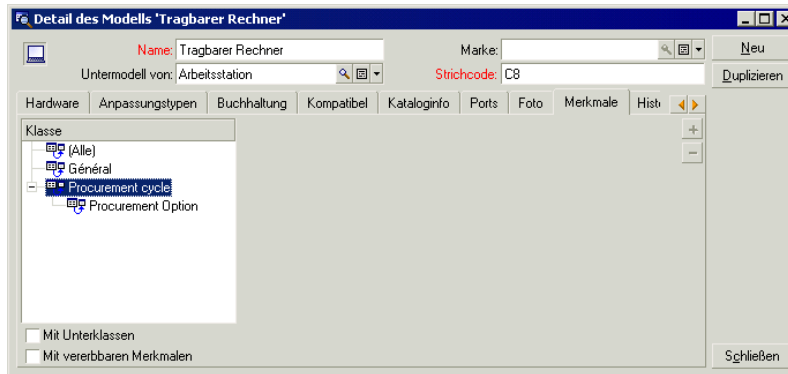 Detail des Modells 'Tragbarer Rechner'
Name: Tragbarer Rechner Marke: Neu
Untermodell von: Arbeitsstation Strichcode: C8 Duplizieren
Hardware Anpassungstypen Buchhaltung Kompatibel Kataloginfo Ports Foto Merkmale Hist
Klasse
(Alle)
Général
Procurement cycle
Procurement Option
Mit Unterklassen
Mit vererbbaren Merkmalen Schließen